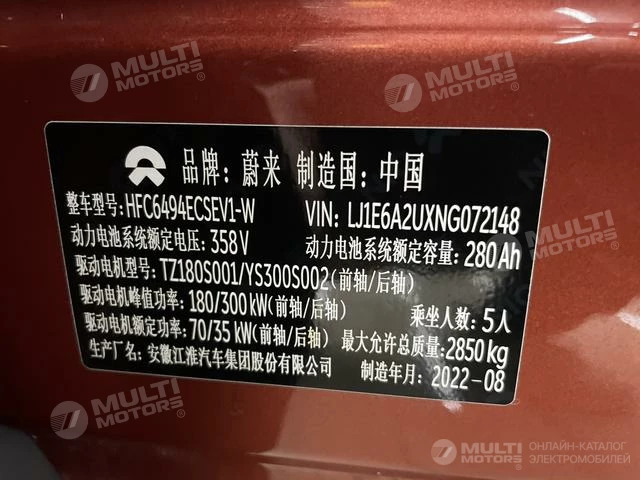 MULTI MOTORS®
MULTI MOTORS®
品牌: 蔚来 制造国: 中国
整车型号: HFC6494ECSEV1-W VIN: LJ1E6A2UXNG072148
动力电池系统额定电压: 358V 动力电池系统额定容量: 280Ah
驱动电机型号: TZ180S001/YS300S002(前轴/后轴)
驱动电机峰值功率: 180/300kW(前轴/后轴) 乘坐人数: 5人
驱动电机额定功率: 70/35kW(前轴/后轴) 最大允许总质量: 2850kg
生产厂名: 安徽江淮汽车集团股份有限公司 制造年月: 2022-08
MULTI MOTORS®
MULTI MOTORS® ОНЛАЙН-КАТАЛОГ ЭЛЕКТРОМОБИЛЕЙ